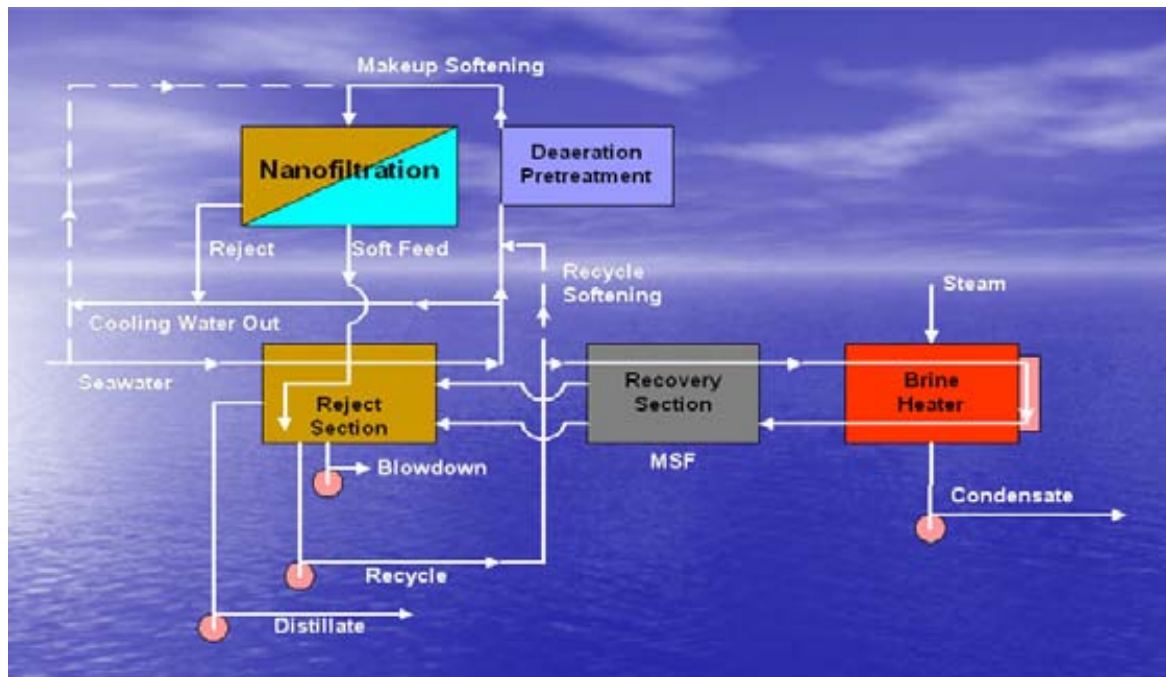 Makeup Softening
Nanofiltration
Deaeration
Pretreatment
Reject
Soft Feed
Recycle
Softening
Steam
Cooling Water Out
Seawater
Reject
Section
Recovery
Section
Brine
Heater
MSF
Blowdown
Condensate
Recycle
Distillate